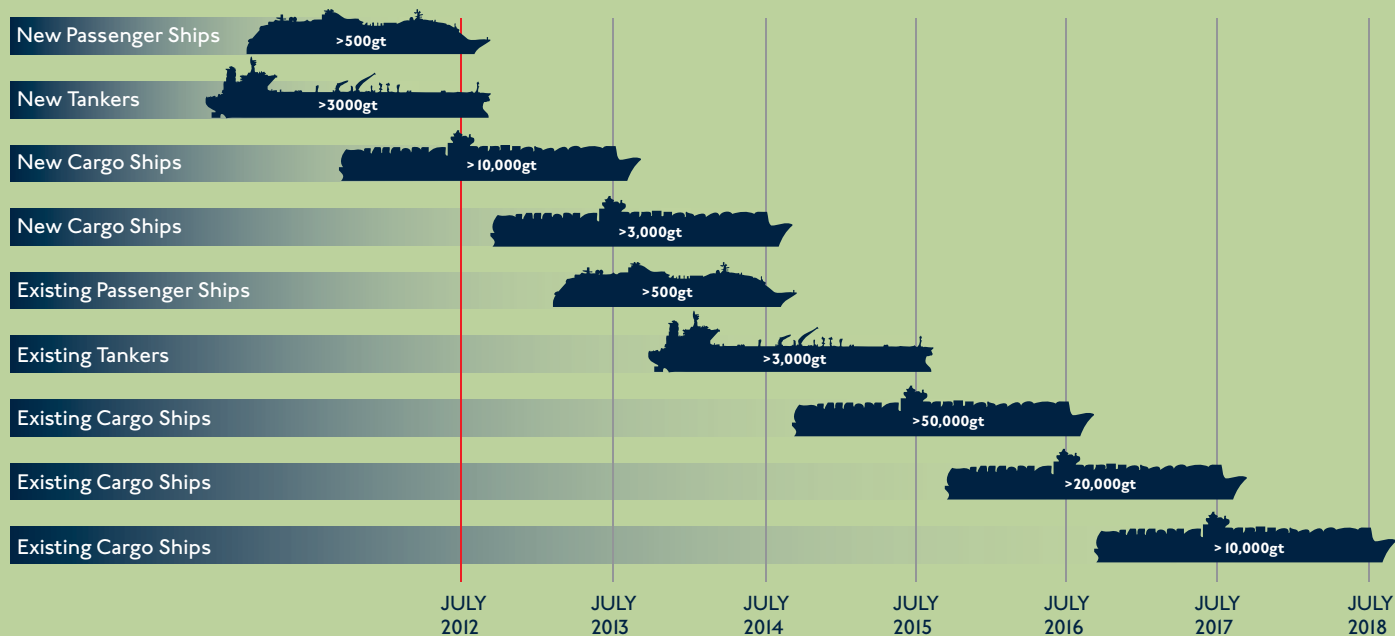 New Passenger Ships >500gt
New Tankers >3000gt
New Cargo Ships >10,000gt
New Cargo Ships >3,000gt
Existing Passenger Ships >500gt
Existing Tankers >3,000gt
Existing Cargo Ships >50,000gt
Existing Cargo Ships >20,000gt
Existing Cargo Ships >10,000gt
JULY JULY JULY JULY JULY JULY JULY
2012 2013 2014 2015 2016 2017 2018